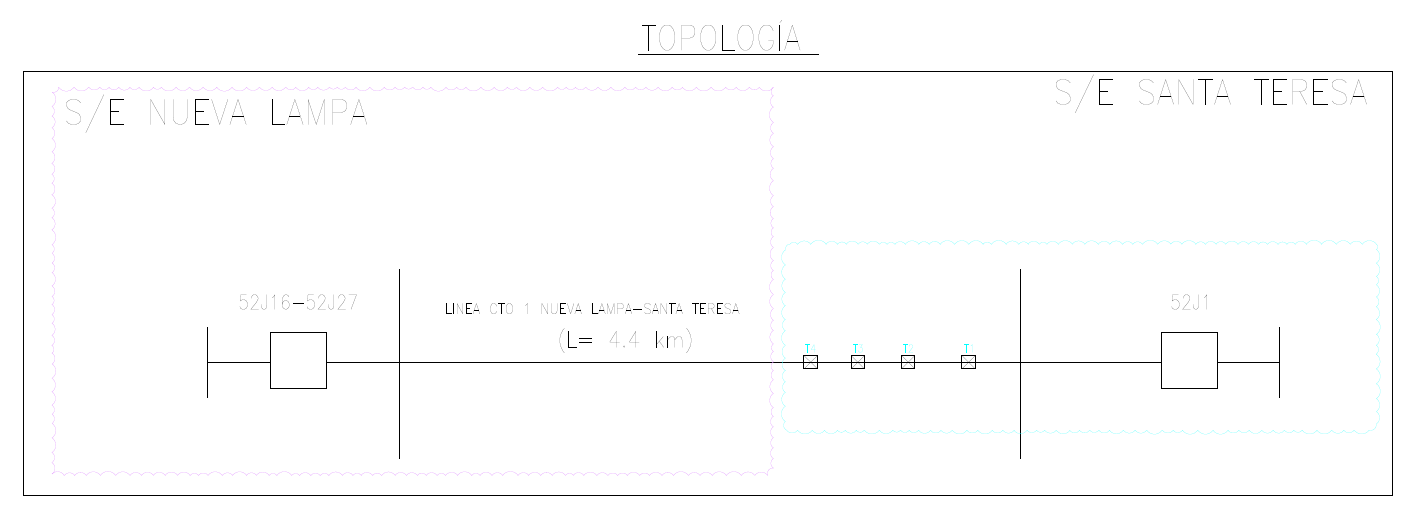 TOPOLOGÍA
S/E NUEVA LAMPA
S/E SANTA TERESA
52J16-52J27
LINEA CTO 1 NUEVA LAMPA-SANTA TERESA
(L= 4.4 km)
52J1